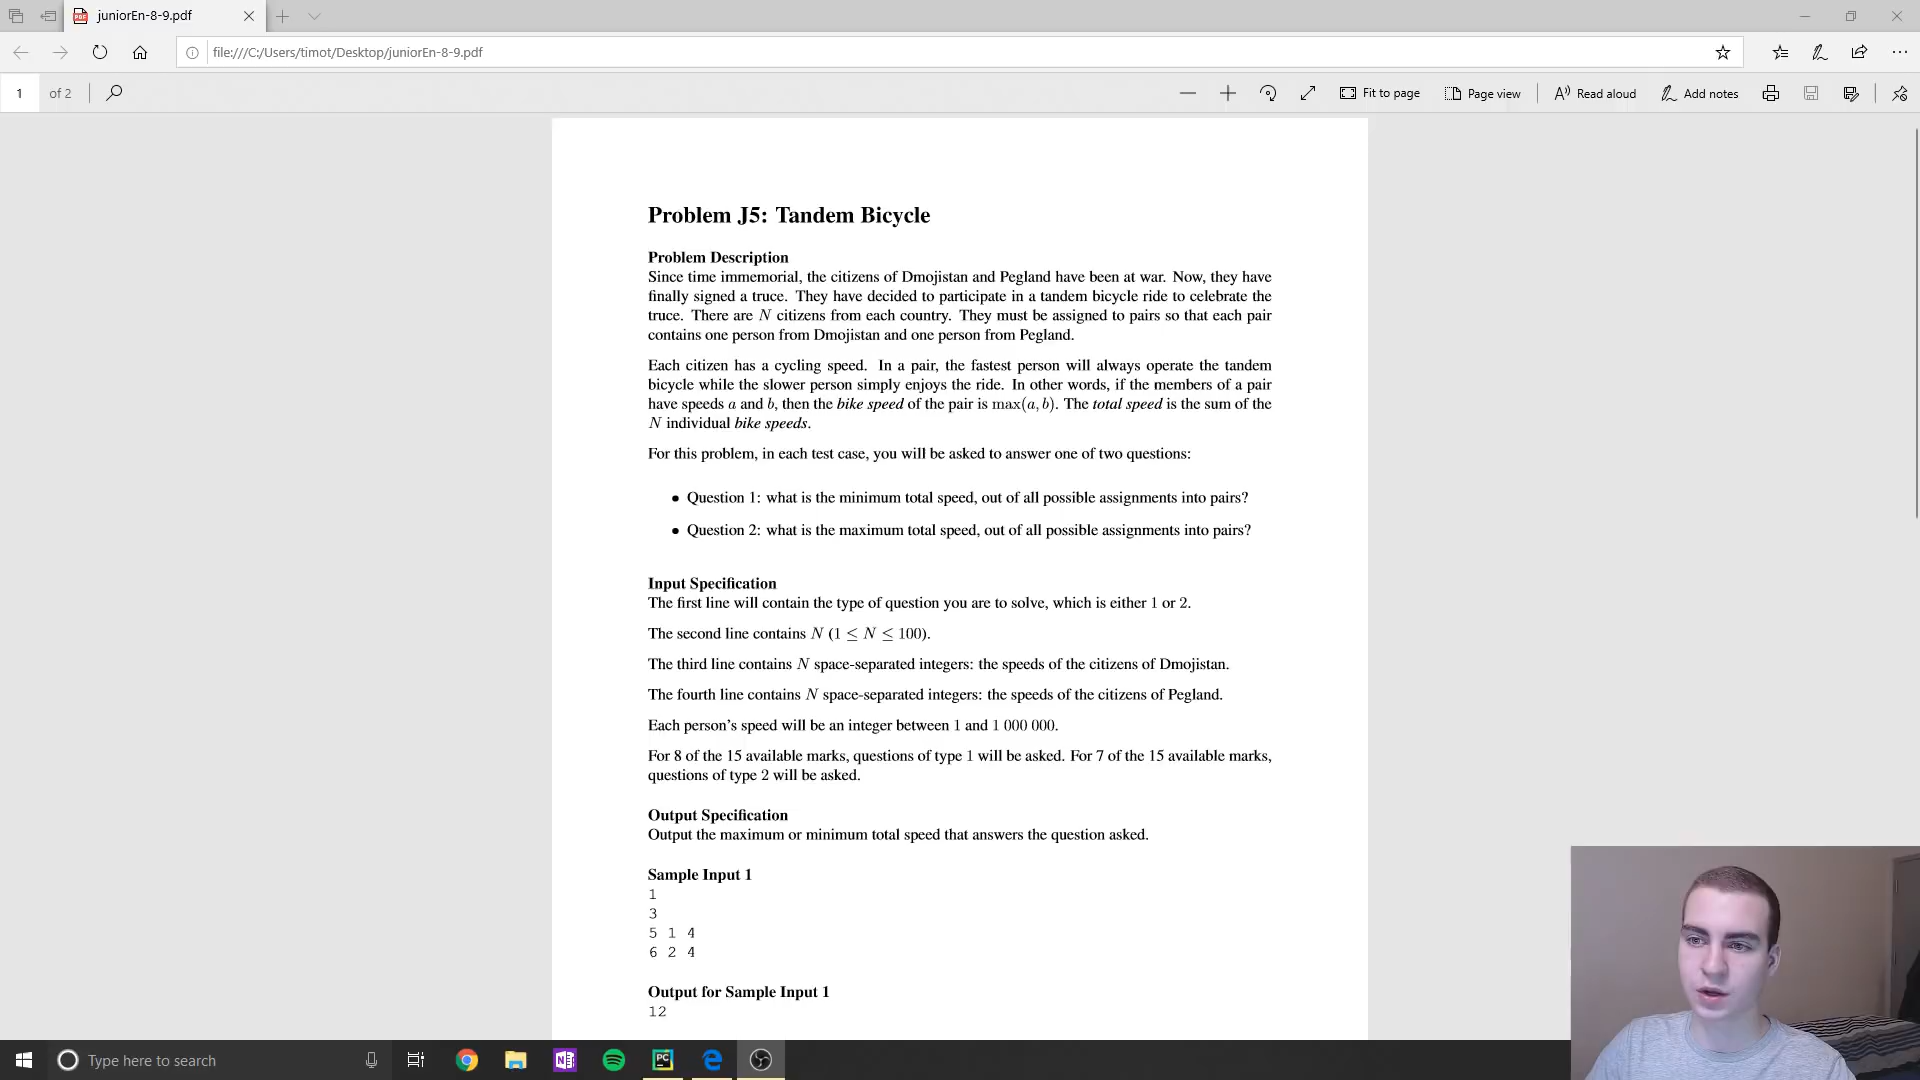 juniorEn-8-9.pdf
file:///C:/Users/timot/Desktop/juniorEn-8-9.pdf
1 of 2
Fit to page
Page view
Read aloud
Add notes
Problem J5: Tandem Bicycle
Problem Description
Since time immemorial, the citizens of Dmojistan and Pegland have been at war. Now, they have
finally signed a truce. They have decided to participate in a tandem bicycle ride to celebrate the
truce. There are N citizens from each country. They must be assigned to pairs so that each pair
contains one person from Dmojistan and one person from Pegland.
Each citizen has a cycling speed. In a pair, the fastest person will always operate the tandem
bicycle while the slower person simply enjoys the ride. In other words, if the members of a pair
have speeds a and b, then the bike speed of the pair is max(a, b). The total speed is the sum of the
N individual bike speeds.
For this problem, in each test case, you will be asked to answer one of two questions:
• Question 1: what is the minimum total speed, out of all possible assignments into pairs?
• Question 2: what is the maximum total speed, out of all possible assignments into pairs?
Input Specification
The first line will contain the type of question you are to solve, which is either 1 or 2.
The second line contains N (1 ≤ N ≤ 100).
The third line contains N space-separated integers: the speeds of the citizens of Dmojistan.
The fourth line contains N space-separated integers: the speeds of the citizens of Pegland.
Each person's speed will be an integer between 1 and 1 000 000.
For 8 of the 15 available marks, questions of type 1 will be asked. For 7 of the 15 available marks,
questions of type 2 will be asked.
Output Specification
Output the maximum or minimum total speed that answers the question asked.
Sample Input 1
1
3
5 1 4
6 2 4
Output for Sample Input 1
12
Type here to search